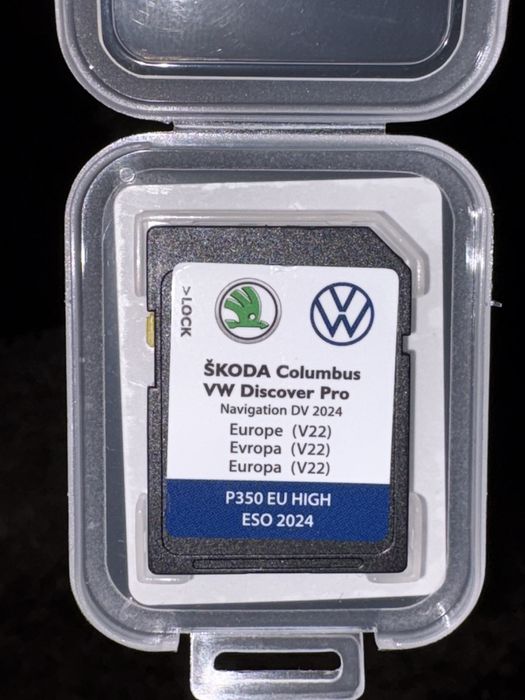 > LOCK
ŠKODA Columbus
VW Discover Pro
Navigation DV 2024
Europe (V22)
Evropa (V22)
Europa (V22)
P350 EU HIGH
ESO 2024